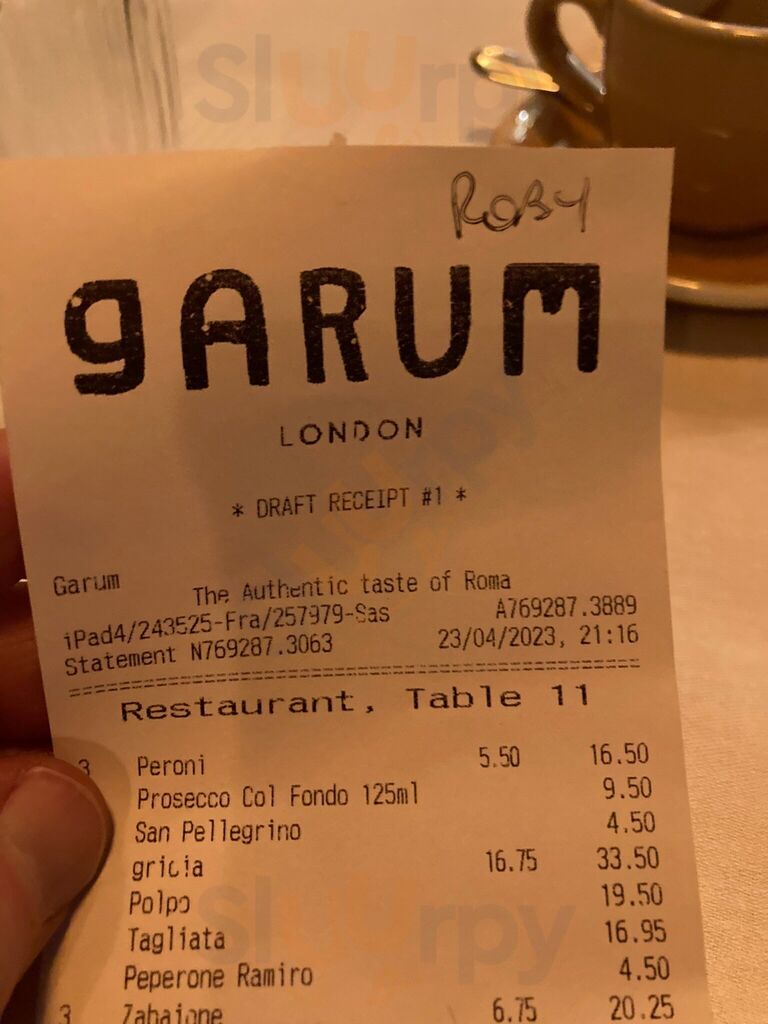 Sluurpy
ROBY
GARUM
LONDON
* DRAFT RECEIPT #1 *
Garum The Authentic taste of Roma
iPad4/243525-Fra/257979-Sas A769287.3889
Statement N769287.3063 23/04/2023, 21:16
Restaurant, Table 11
3 Peroni 5.50 16.50
Prosecco Col Fondo 125ml 9.50
San Pellegrino 4.50
gricia 16.75 33.50
Polpo 19.50
Tagliata 16.95
Sluurpy
Peperone Ramiro 4.50
3 Zabaione 6.75 20.25